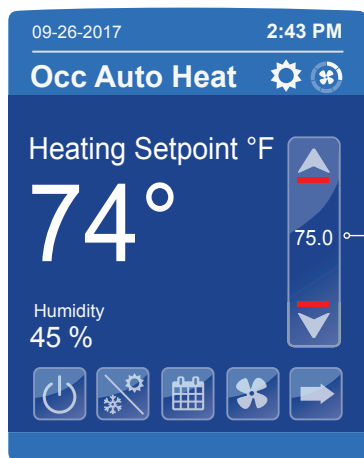 09-26-2017 2:43 PM
Occ Auto Heat
Heating Setpoint °F
74°
75.0
Humidity
45 %